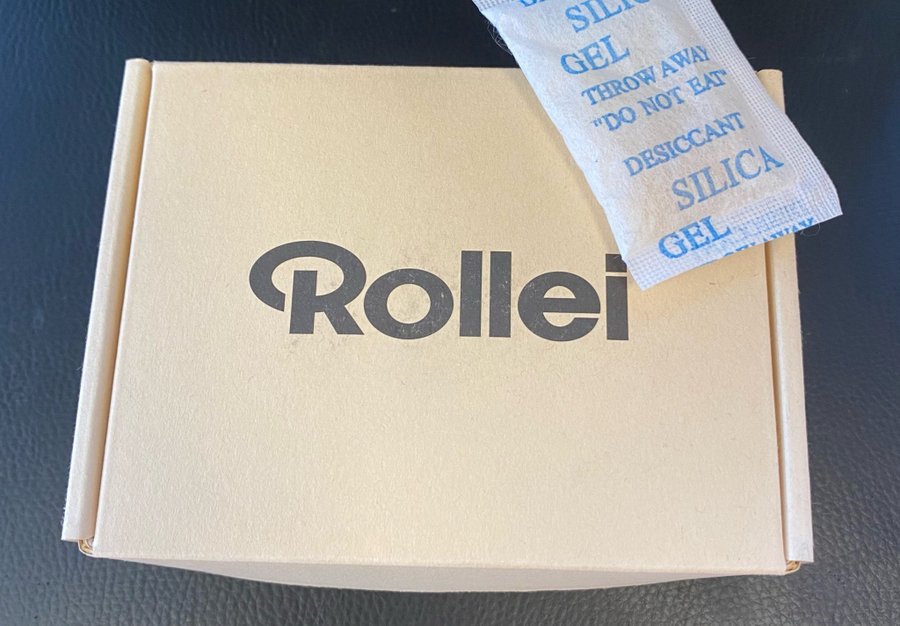 SILICA
GEL
THROW AWAY
"DO NOT EAT"
DESICCANT
SILICA
GEL
Rollei